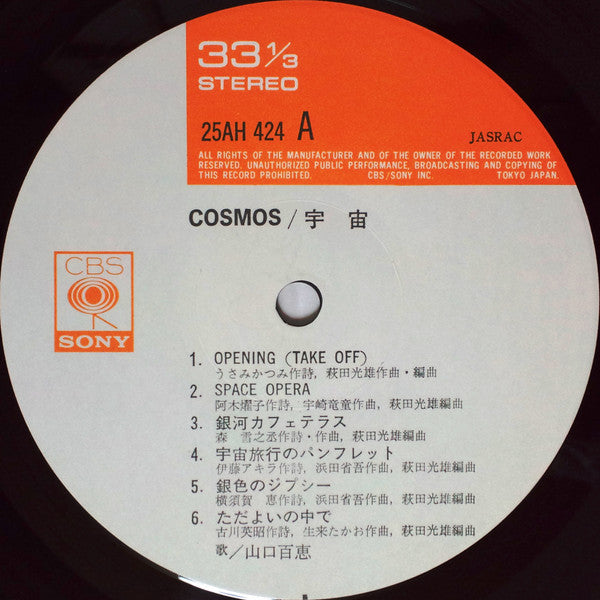 33 1/3
STEREO
25AH 424 A
JASRAC
ALL RIGHTS OF THE MANUFACTURER AND OF THE OWNER OF THE RECORDED WORK
RESERVED. UNAUTHORIZED PUBLIC PERFORMANCE, BROADCASTING AND COPYING OF
THIS RECORD PROHIBITED. CBS/SONY INC. TOKYO JAPAN.
COSMOS/宇 宙
CBS
SONY
1. OPENING (TAKE OFF)
うさみかつみ作詩, 萩田光雄作曲・編曲
2. SPACE OPERA
阿木燿子作詩, 宇崎竜童作曲, 萩田光雄編曲
3. 銀河カフェテラス
森 雪之丞作詩・作曲, 萩田光雄編曲
4. 宇宙旅行のパンフレット
伊藤アキラ作詩, 浜田省吾作曲, 萩田光雄編曲
5. 銀色のジプシー
横須賀 恵作詩, 浜田省吾作曲, 萩田光雄編曲
6. ただよいの中で
古川英昭作詩, 生来たかお作曲, 萩田光雄編曲
歌/山口百恵